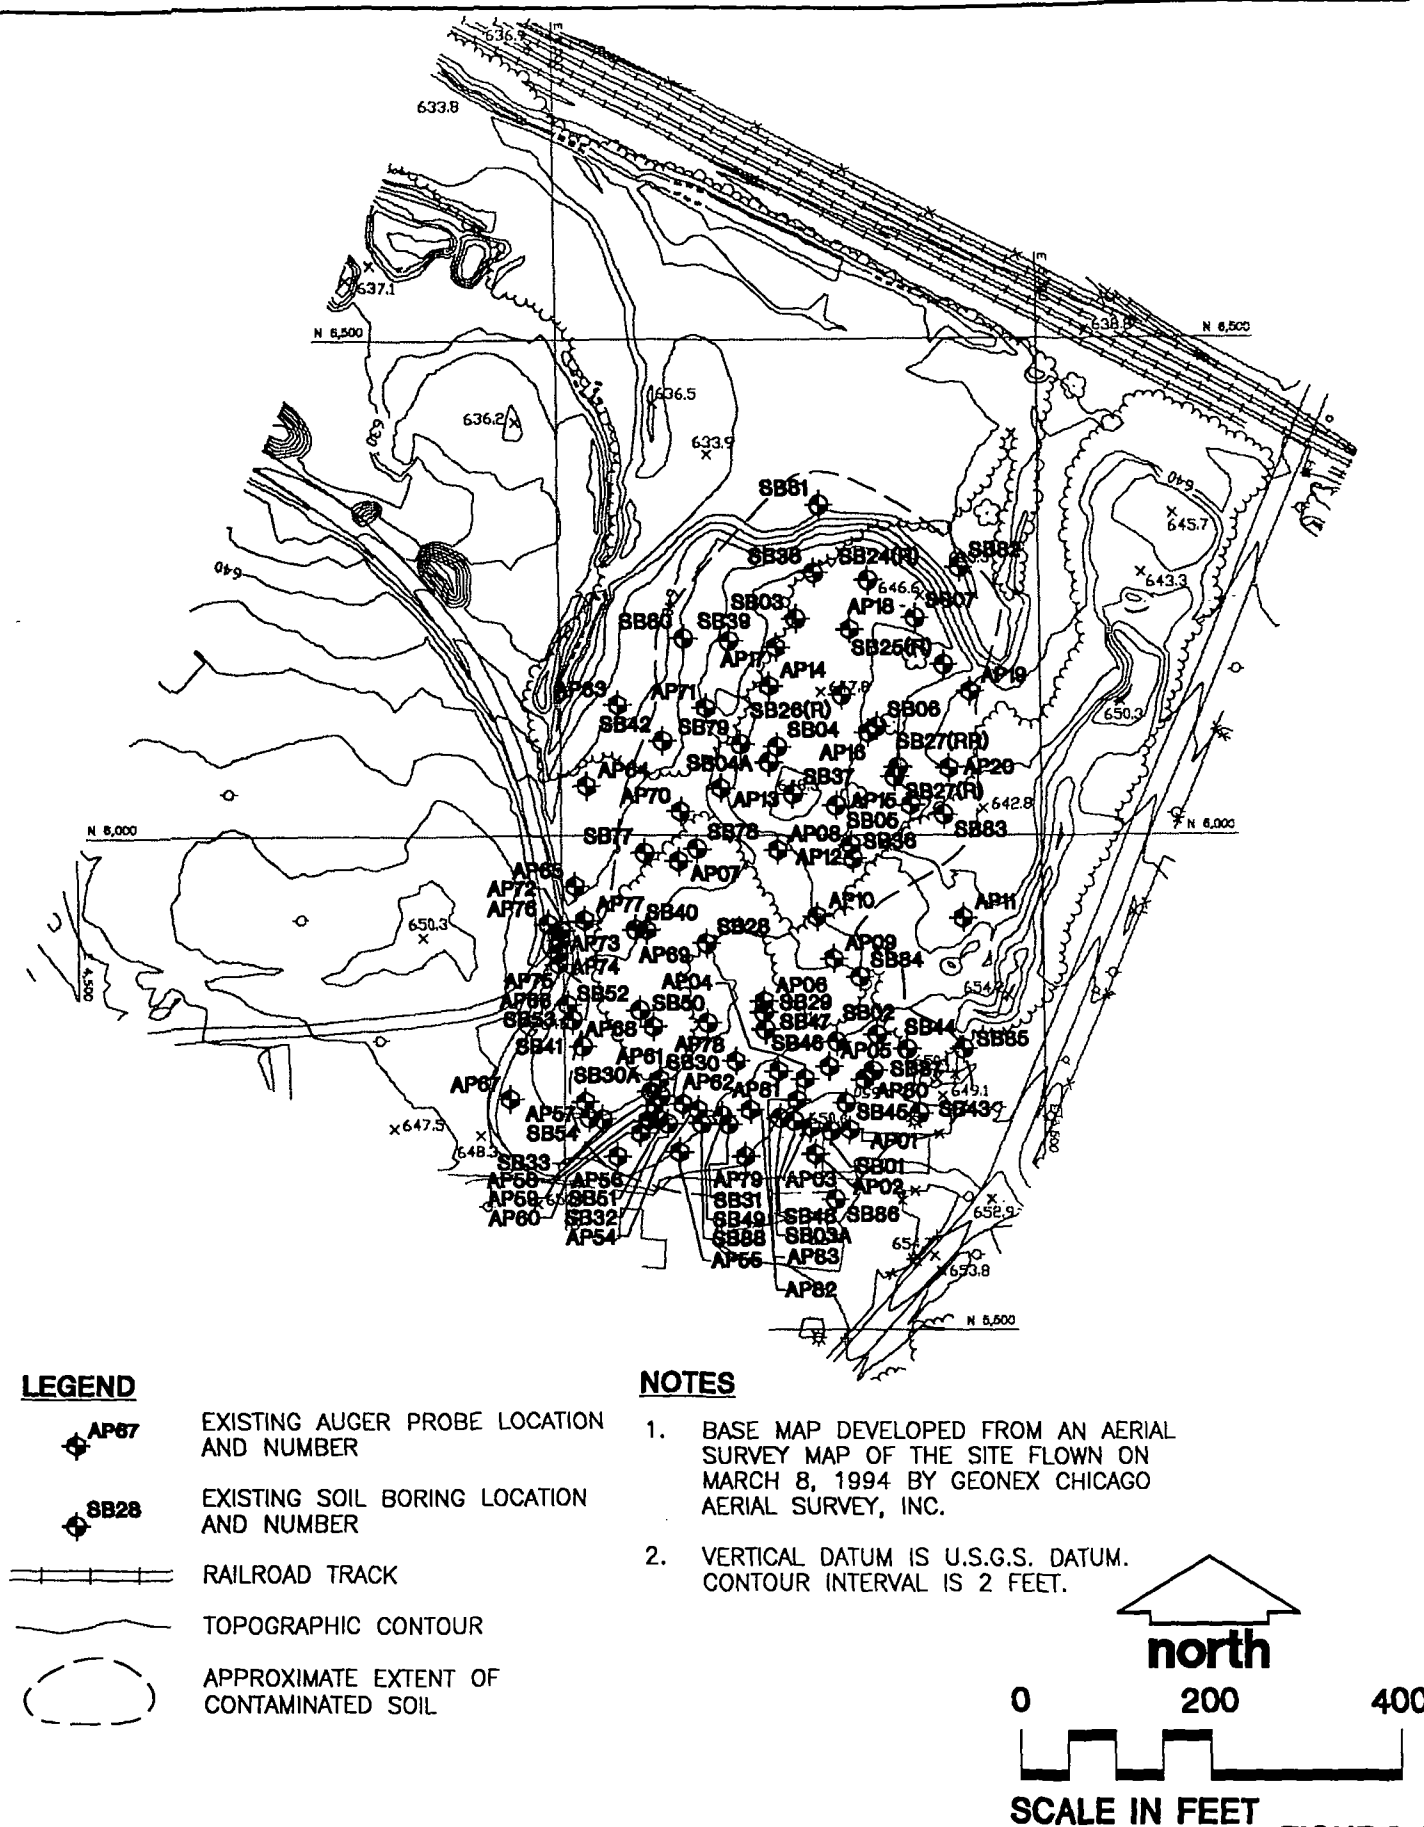 636.9
633.8
637.1
N 6,500
638.8
N 6,500
636.5
636.2
630
633.9
640
645.7
SB81
SB38
SB24(R)
SB82
646.6
643.3
640
SB03
AP18
SB07
SB80
SB39
SB25(R)
AP17
AP14
AP19
AP63
AP71
SB26(R)
SB06
650.3
SB42
SB79
SB04
AP16
SB27(RR)
AP64
SB04A
SB37
AP20
AP70
AP13
AP15
SB27(R)
642.8
SB05
SB83
N 6,000
N 6,000
SB77
SB78
AP08
SB36
AP12
AP65
AP07
AP72
AP76
AP77
SB40
AP10
AP11
650.3
SB28
AP73
AP69
AP09
AP74
SB84
AP75
AP04
AP06
654.2
4,500
AP66
SB52
SB50
SB29
SB02
SB53
AP68
SB47
SB44
SB41
AP78
SB46
AP05
SB85
AP61
SB30
SB87
SB30A
AP62
AP81
AP80
649.1
AP67
AP57
SB45A
SB43
SB54
AP01
647.5
648.3
SB33
SB01
AP58
AP56
AP79
AP03
AP02
AP59
SB51
SB31
652.9
AP60
SB32
SB49
SB48
SB86
AP54
SB88
SB03A
AP55
AP83
653.8
AP82
N 5,500
LEGEND
AP67
EXISTING AUGER PROBE LOCATION
AND NUMBER
SB28
EXISTING SOIL BORING LOCATION
AND NUMBER
RAILROAD TRACK
TOPOGRAPHIC CONTOUR
APPROXIMATE EXTENT OF
CONTAMINATED SOIL
NOTES
1. BASE MAP DEVELOPED FROM AN AERIAL
SURVEY MAP OF THE SITE FLOWN ON
MARCH 8, 1994 BY GEONEX CHICAGO
AERIAL SURVEY, INC.
2. VERTICAL DATUM IS U.S.G.S. DATUM.
CONTOUR INTERVAL IS 2 FEET.
north
0 200 400
SCALE IN FEET